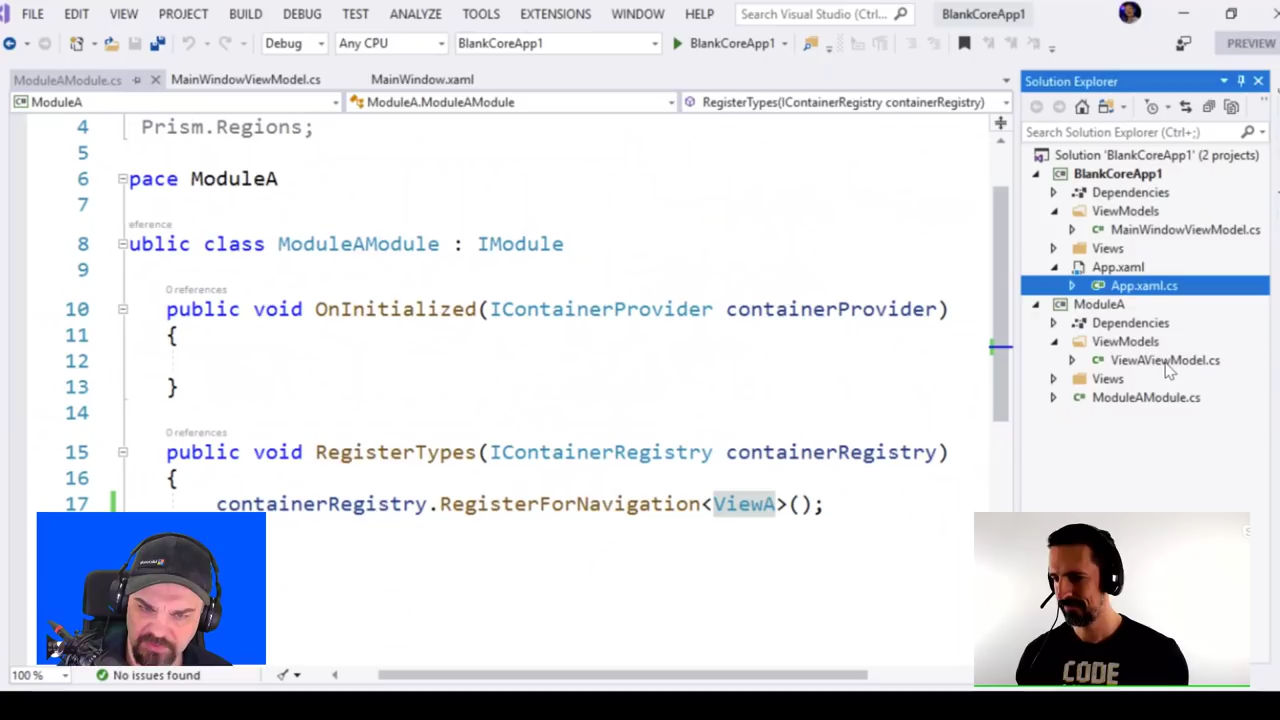 FILE EDIT VIEW PROJECT BUILD DEBUG TEST ANALYZE TOOLS EXTENSIONS WINDOW HELP Search Visual Studio (Ctrl+;) BlankCoreApp1
Debug Any CPU BlankCoreApp1 BlankCoreApp1 PREVIEW
ModuleAModule.cs MainWindowViewModel.cs MainWindow.xaml
ModuleA ModuleA.ModuleAModule RegisterTypes(IContainerRegistry containerRegistry)
4 Prism.Regions;
5
6 pace ModuleA
7
eference
8 ublic class ModuleAModule : IModule
9
0 references
10 public void OnInitialized(IContainerProvider containerProvider)
11 {
12
13 }
14
0 references
15 public void RegisterTypes(IContainerRegistry containerRegistry)
16 {
17 containerRegistry.RegisterForNavigation<ViewA>();
100 % No issues found
Solution Explorer
Search Solution Explorer (Ctrl+;)
Solution 'BlankCoreApp1' (2 projects)
BlankCoreApp1
Dependencies
ViewModels
MainWindowViewModel.cs
Views
App.xaml
App.xaml.cs
ModuleA
Dependencies
ViewModels
ViewAViewModel.cs
Views
ModuleAModule.cs
CODE